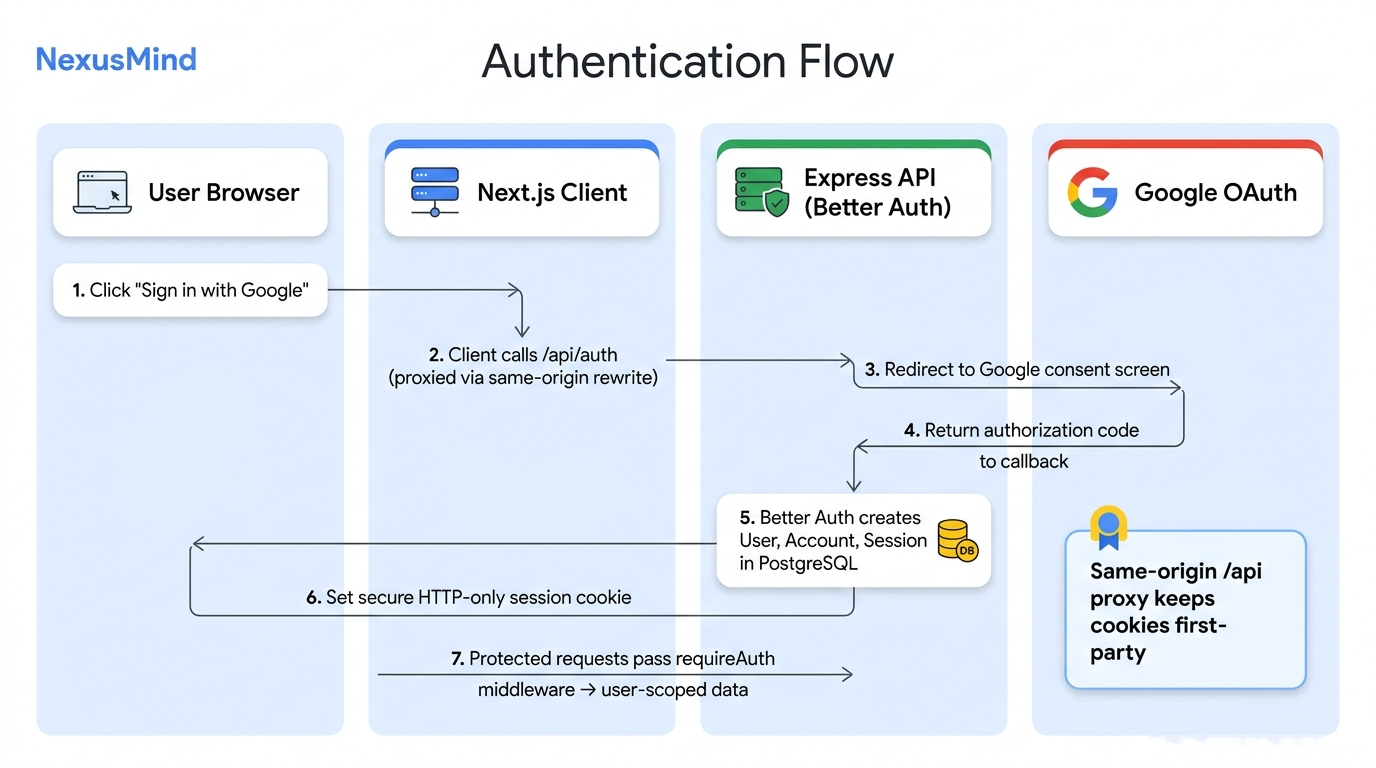 NexusMind
Authentication Flow
User Browser
Next.js Client
Express API
(Better Auth)
Google OAuth
1. Click "Sign in with Google"
2. Client calls /api/auth
(proxied via same-origin rewrite)
3. Redirect to Google consent screen
4. Return authorization code
to callback
5. Better Auth creates
User, Account, Session
in PostgreSQL
DB
6. Set secure HTTP-only session cookie
7. Protected requests pass requireAuth
middleware → user-scoped data
Same-origin /api
proxy keeps
cookies first-
party